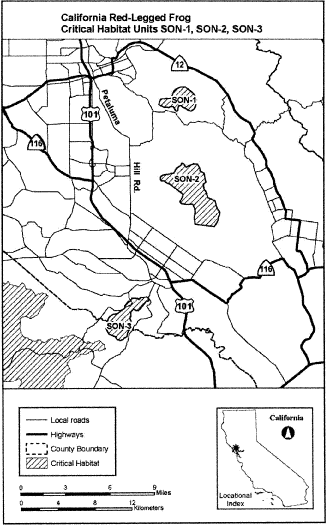 California Red-Legged Frog
Critical Habitat Units SON-1, SON-2, SON-3
12
SON-1
101
Petaluma
116
Hill Rd.
SON-2
116
101
SON-3
Local roads
Highways
County Boundary
Critical Habitat
California
Locational
Index
0 3 6 9
Miles
0 4 8 12
Kilometers